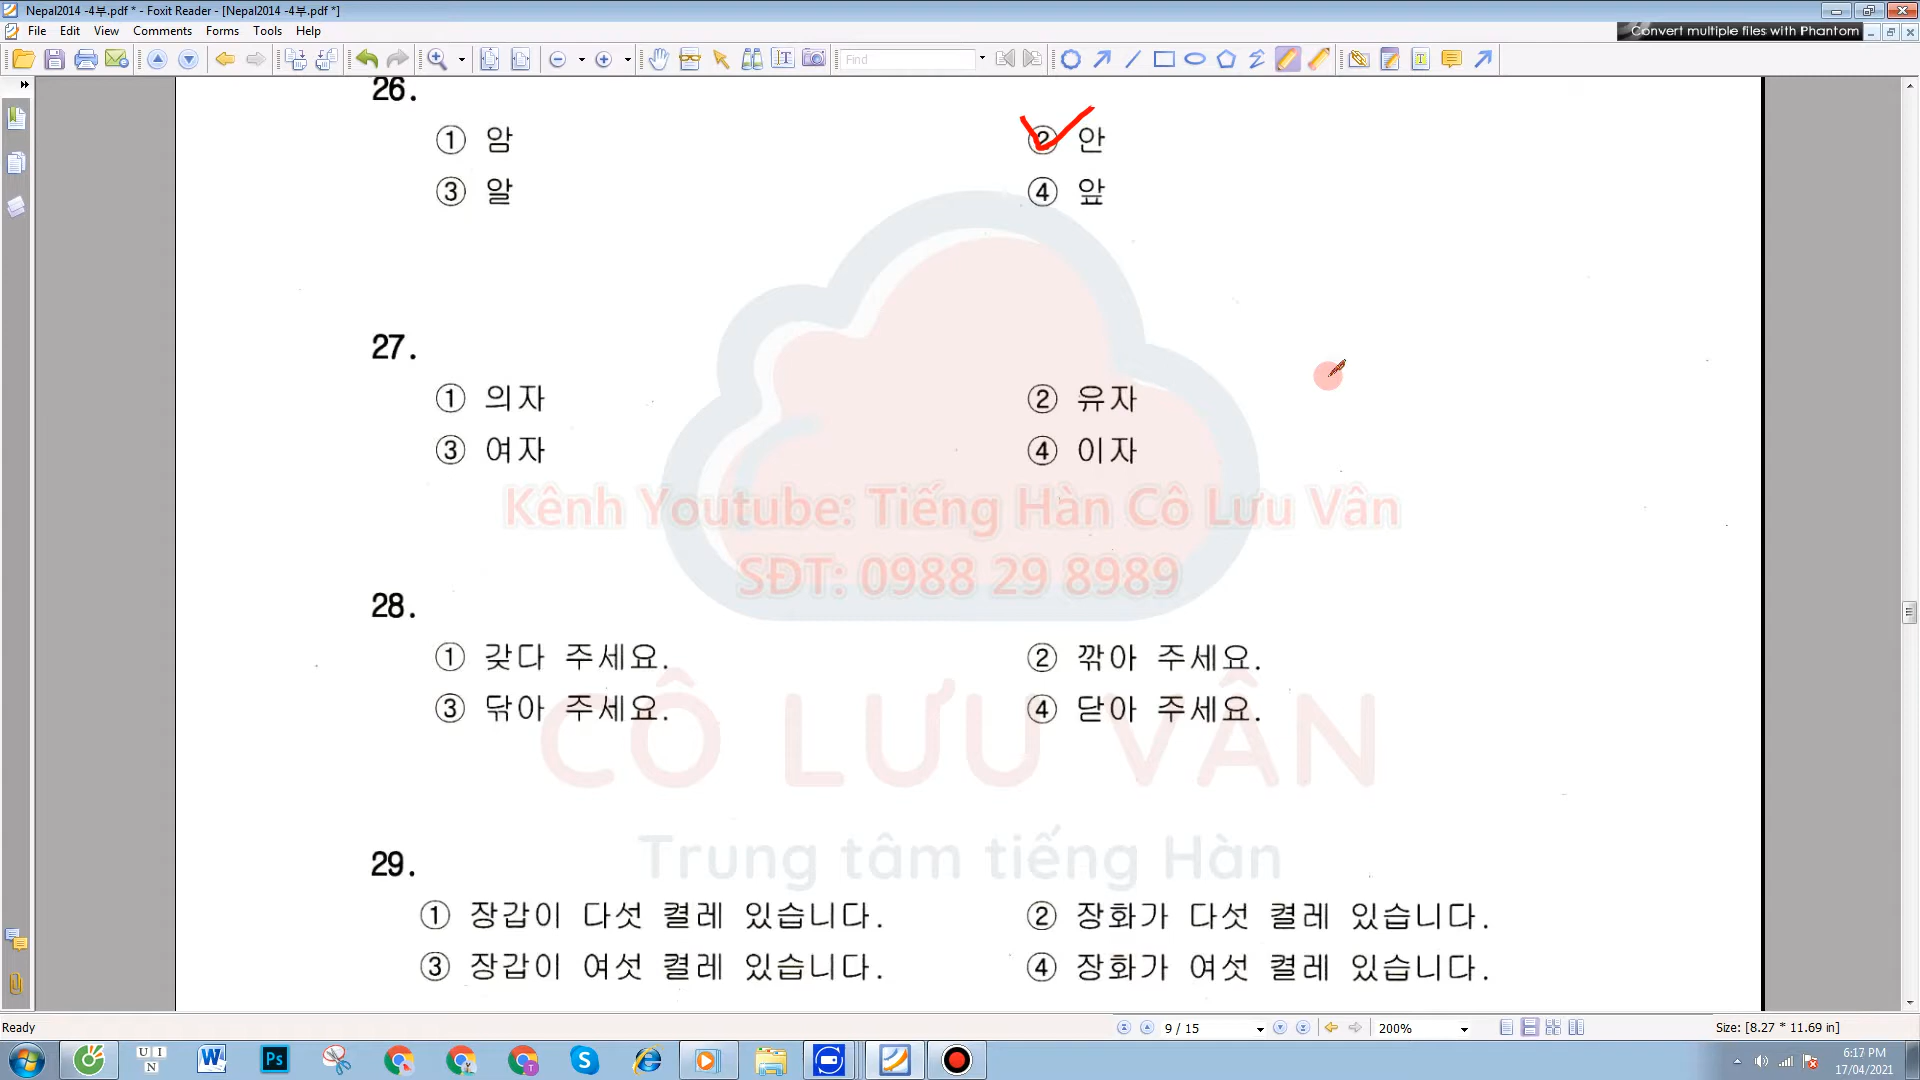 Nepal2014 -4부.pdf * - Foxit Reader - [Nepal2014 -4부.pdf *]
File Edit View Comments Forms Tools Help
Convert multiple files with Phantom
Find
26.
① 암 ② 안
③ 알 ④ 앞
27.
① 의자 ② 유자
③ 여자 ④ 이자
Kênh Youtube: Tiếng Hàn Cô Lưu Vân
SĐT: 0988 29 8989
28.
① 갖다 주세요. ② 깎아 주세요.
③ 닦아 주세요. ④ 닫아 주세요.
CÔ LƯU VÂN
Trung tâm tiếng Hàn
29.
① 장갑이 다섯 켤레 있습니다. ② 장화가 다섯 켤레 있습니다.
③ 장갑이 여섯 켤레 있습니다. ④ 장화가 여섯 켤레 있습니다.
Ready 9 / 15 200% Size: [8.27 * 11.69 in]
U I
N
6:17 PM
17/04/2021